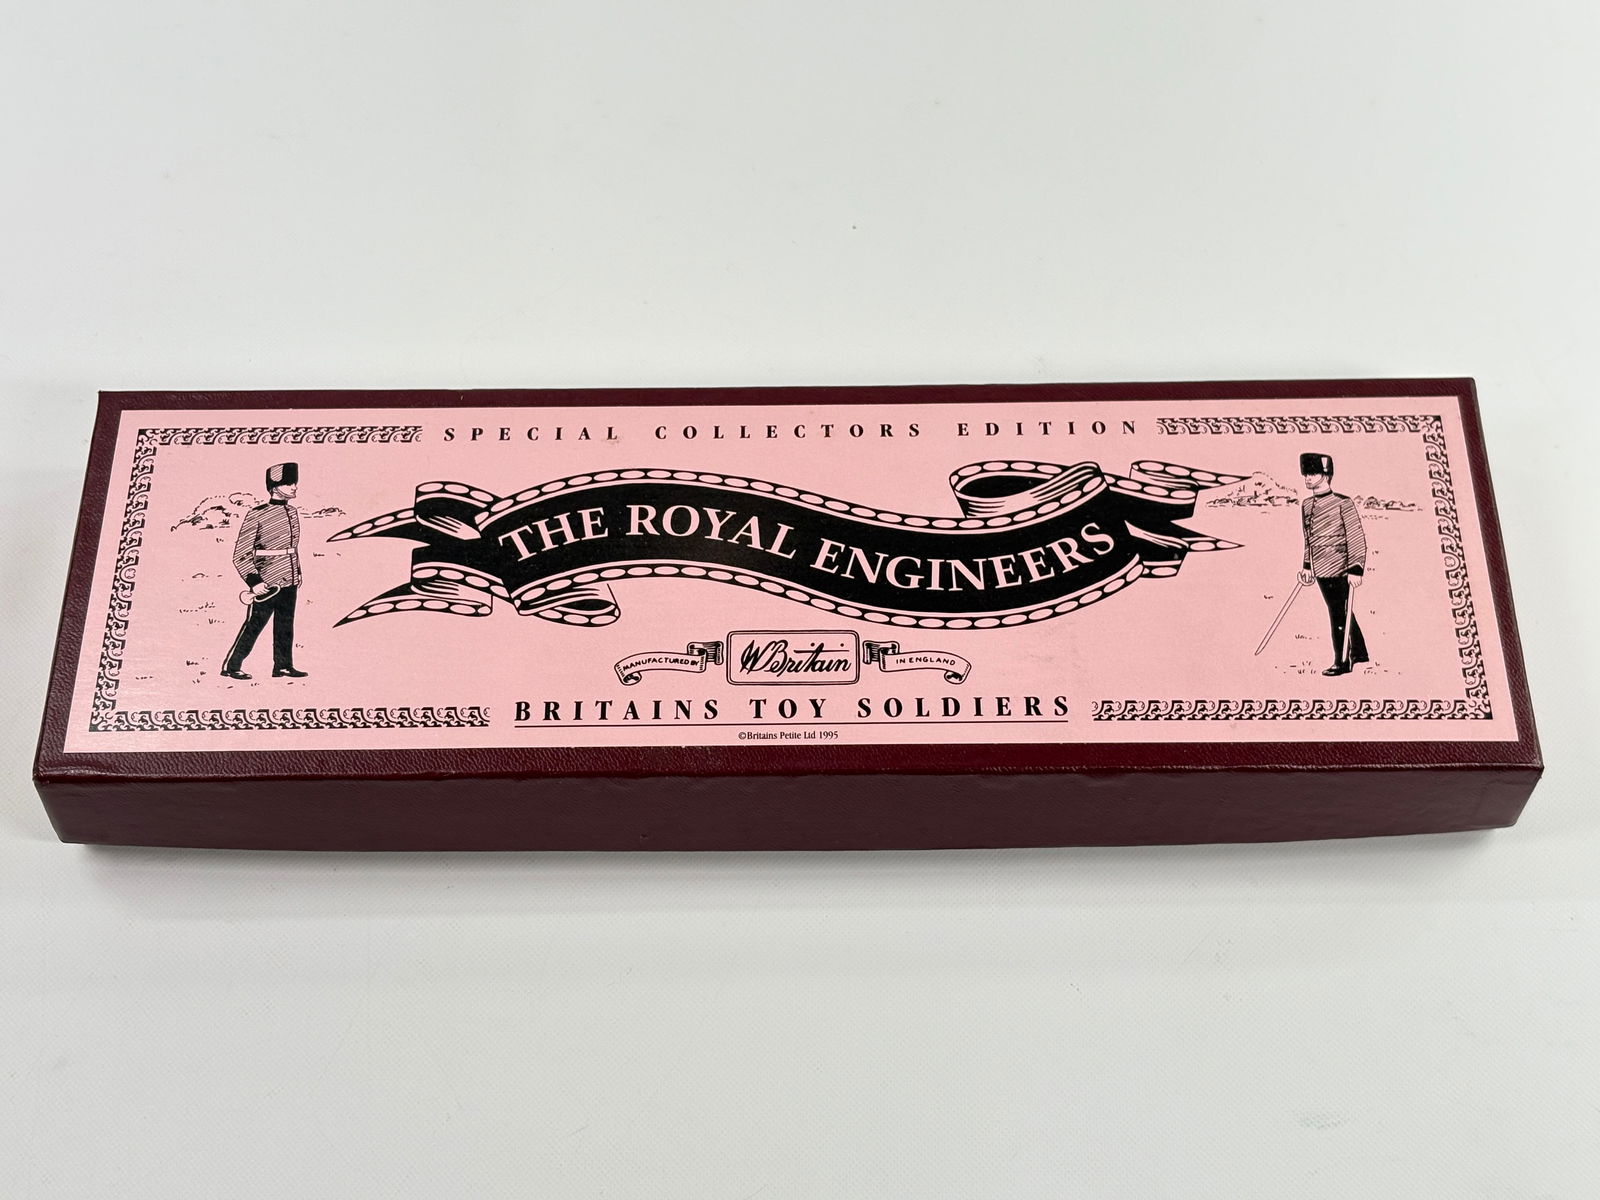 SPECIAL COLLECTORS EDITION
THE ROYAL ENGINEERS
MANUFACTURED BY W Britain IN ENGLAND
BRITAINS TOY SOLDIERS
©Britains Petite Ltd 1995